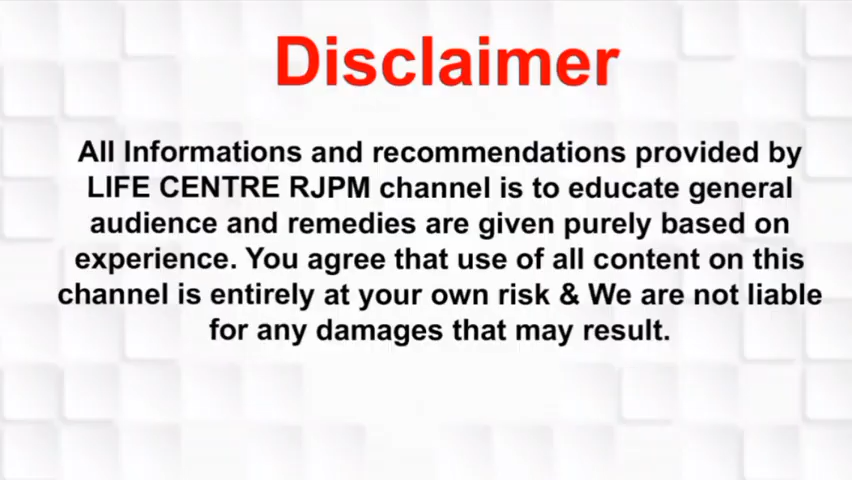 Disclaimer
All Informations and recommendations provided by
LIFE CENTRE RJPM channel is to educate general
audience and remedies are given purely based on
experience. You agree that use of all content on this
channel is entirely at your own risk & We are not liable
for any damages that may result.